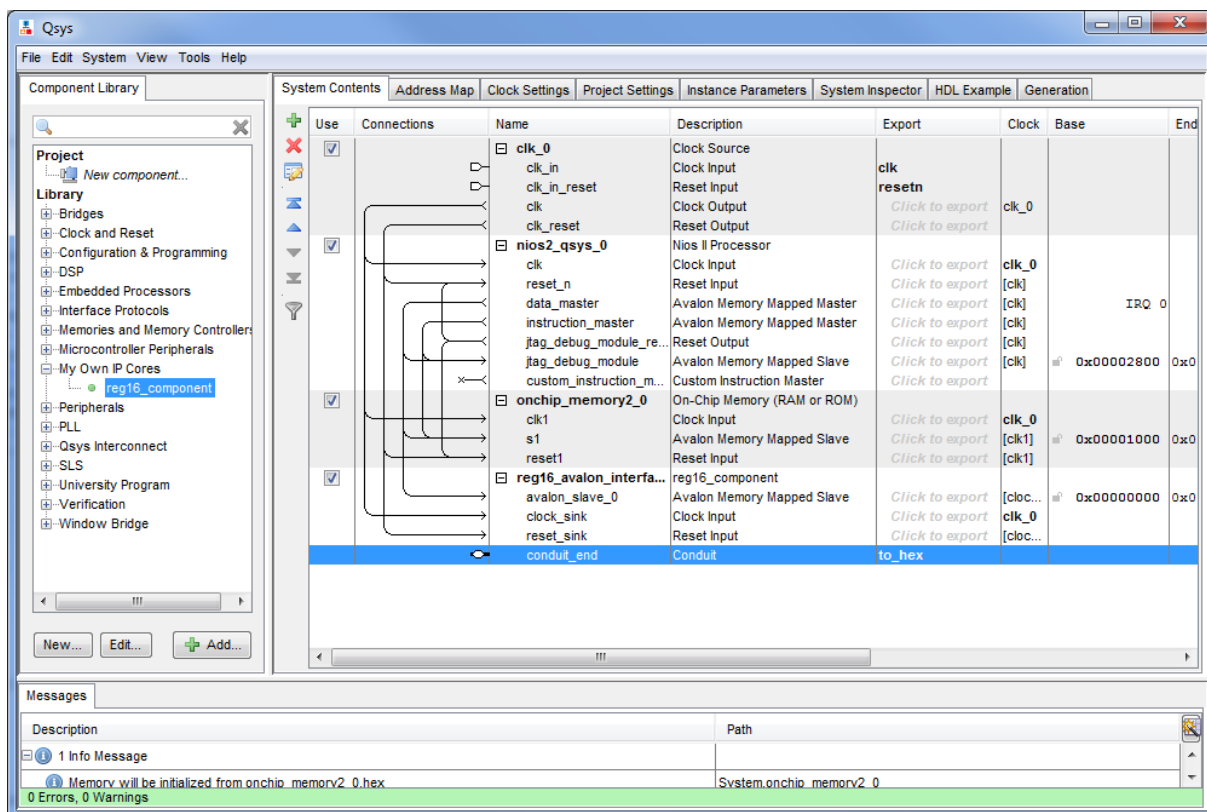 Qsys
File Edit System View Tools Help
Component Library
Project
New component...
Library
Bridges
Clock and Reset
Configuration & Programming
DSP
Embedded Processors
Interface Protocols
Memories and Memory Controllers
Microcontroller Peripherals
My Own IP Cores
reg16_component
Peripherals
PLL
Qsys Interconnect
SLS
University Program
Verification
Window Bridge
New... Edit... Add...
System Contents Address Map Clock Settings Project Settings Instance Parameters System Inspector HDL Example Generation
Use Connections Name Description Export Clock Base End
clk_0 Clock Source
clk_in Clock Input clk
clk_in_reset Reset Input resetn
clk Clock Output Click to export clk_0
clk_reset Reset Output Click to export
nios2_qsys_0 Nios II Processor
clk Clock Input Click to export clk_0
reset_n Reset Input Click to export [clk]
data_master Avalon Memory Mapped Master Click to export [clk] IRQ 0
instruction_master Avalon Memory Mapped Master Click to export [clk]
jtag_debug_module_re... Reset Output Click to export [clk]
jtag_debug_module Avalon Memory Mapped Slave Click to export [clk] 0x00002800 0x0
custom_instruction_m... Custom Instruction Master Click to export
onchip_memory2_0 On-Chip Memory (RAM or ROM)
clk1 Clock Input Click to export clk_0
s1 Avalon Memory Mapped Slave Click to export [clk1] 0x00001000 0x0
reset1 Reset Input Click to export [clk1]
reg16_avalon_interfa... reg16_component
avalon_slave_0 Avalon Memory Mapped Slave Click to export [cloc... 0x00000000 0x0
clock_sink Clock Input Click to export clk_0
reset_sink Reset Input Click to export [cloc...
conduit_end Conduit to_hex
Messages
Description Path
1 Info Message
Memory will be initialized from onchip_memory2_0.hex System.onchip_memory2_0
0 Errors, 0 Warnings